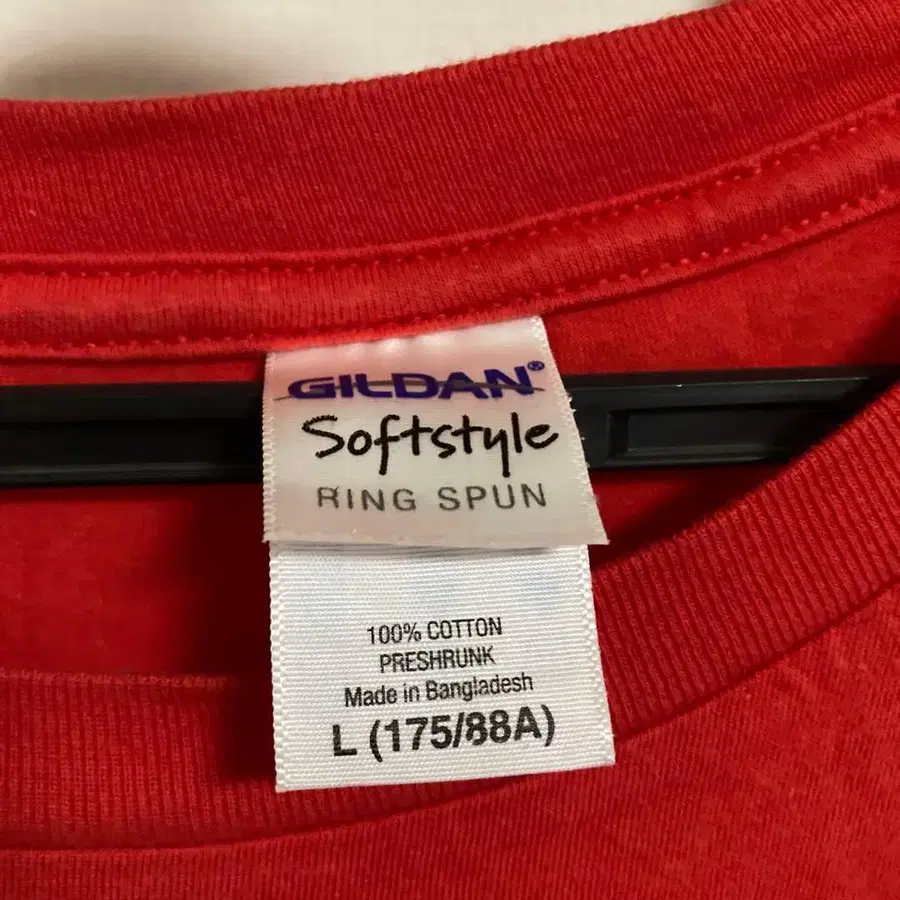 GILDAN®
Softstyle
RING SPUN
100% COTTON
PRESHRUNK
Made in Bangladesh
L (175/88A)